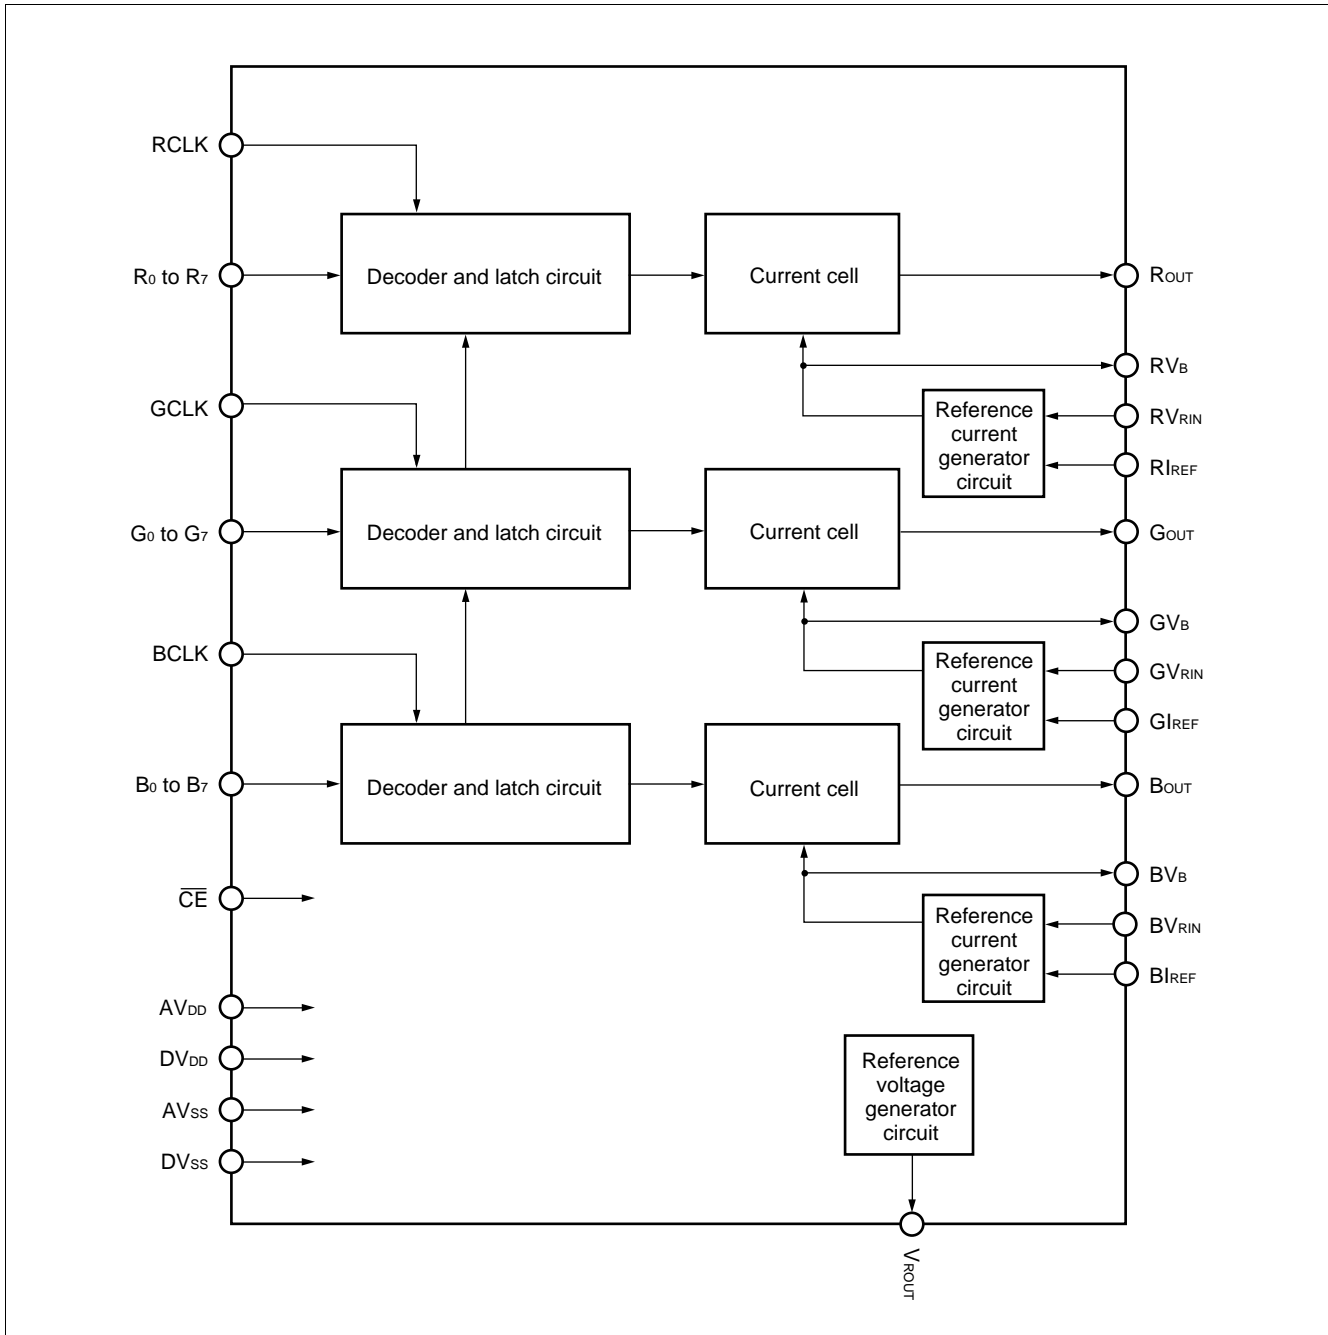 RCLK
R0 to R7
Decoder and latch circuit
Current cell
ROUT
RVB
GCLK
Reference
current
generator
circuit
RVRIN
RIREF
G0 to G7
Decoder and latch circuit
Current cell
GOUT
GVB
BCLK
Reference
current
generator
circuit
GVRIN
GIREF
B0 to B7
Decoder and latch circuit
Current cell
BOUT
BVB
C̅E̅
Reference
current
generator
circuit
BVRIN
BIREF
AVDD
DVDD
AVSS
DVSS
Reference
voltage
generator
circuit
VROUT